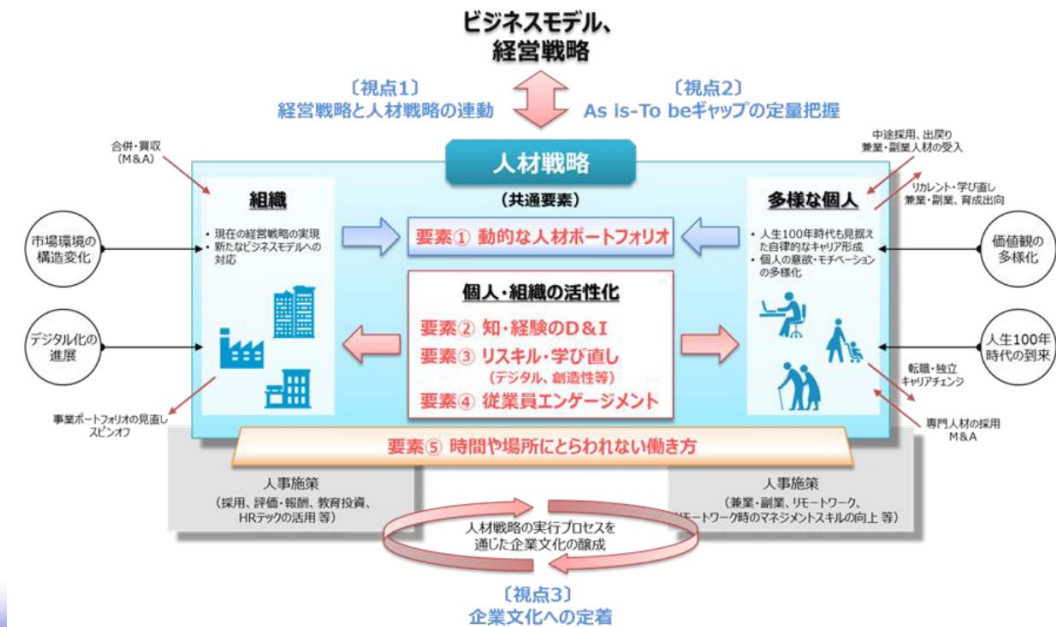 ビジネスモデル、
経営戦略
〔視点1〕
経営戦略と人材戦略の連動
〔視点2〕
As is-To beギャップの定量把握
合併・買収
(M&A)
人材戦略
(共通要素)
中途採用、出戻り
兼業・副業人材の受入
リカレント・学び直し
兼業・副業、育成出向
組織
• 現在の経営戦略の実現
• 新たなビジネスモデルへの
対応
要素① 動的な人材ポートフォリオ
多様な個人
• 人生100年時代も見据え
た自律的なキャリア形成
• 個人の意欲・モチベーション
の多様化
市場環境の
構造変化
デジタル化の
進展
価値観の
多様化
人生100年
時代の到来
個人・組織の活性化
要素② 知・経験のD&I
要素③ リスキル・学び直し
(デジタル、創造性等)
要素④ 従業員エンゲージメント
転職・独立
キャリアチェンジ
事業ポートフォリオの見直し
スピンオフ
専門人材の採用
M&A
要素⑤ 時間や場所にとらわれない働き方
人事施策
(採用、評価・報酬、教育投資、
HRテックの活用 等)
人事施策
(兼業・副業、リモートワーク、
モートワーク時のマネジメントスキルの向上 等)
人材戦略の実行プロセスを
通じた企業文化の醸成
〔視点3〕
企業文化への定着